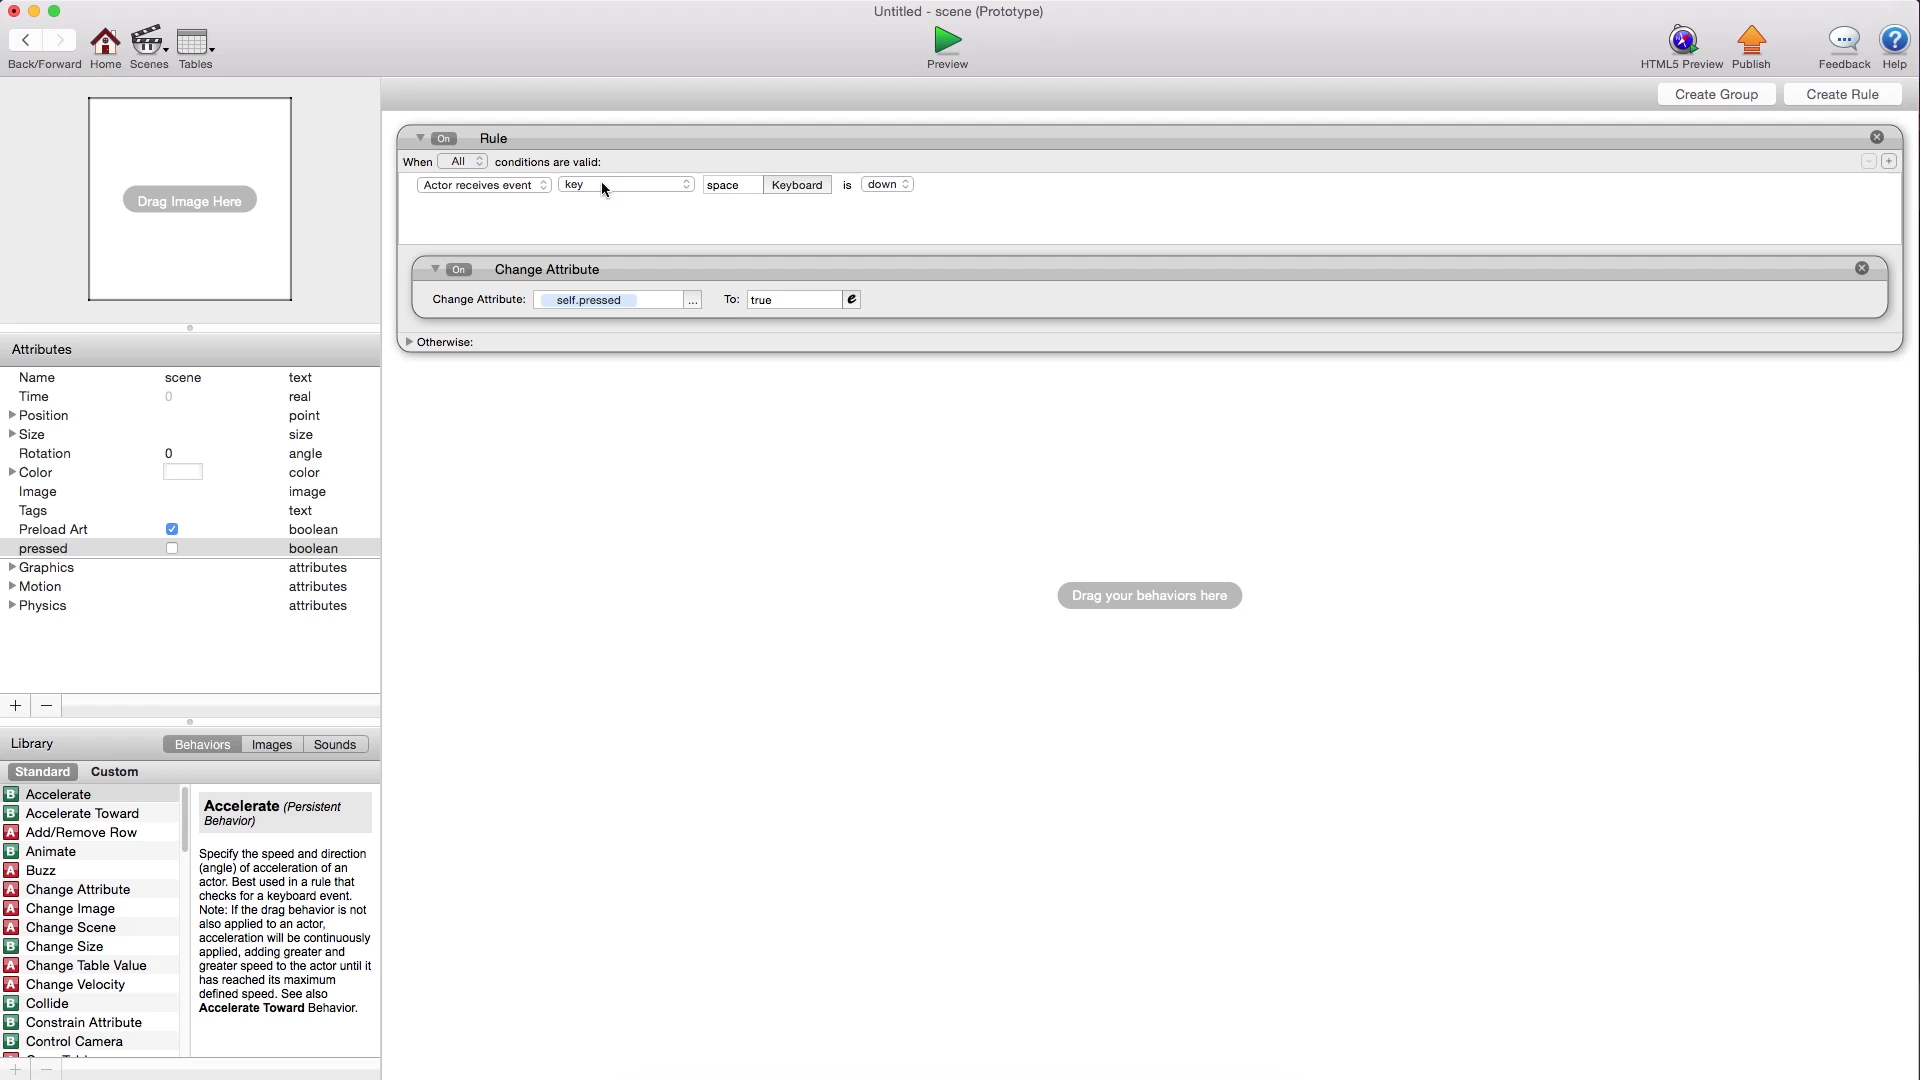 Untitled - scene (Prototype)
Back/Forward
Home
Scenes
Tables
Preview
HTML5 Preview
Publish
Feedback
Help
Create Group
Create Rule
Drag Image Here
On Rule
When All conditions are valid:
Actor receives event key space Keyboard is down
On Change Attribute
Change Attribute: self.pressed ... To: true e
Otherwise:
Drag your behaviors here
Attributes
Name scene text
Time 0 real
Position point
Size size
Rotation 0 angle
Color color
Image image
Tags text
Preload Art boolean
pressed boolean
Graphics attributes
Motion attributes
Physics attributes
Library Behaviors Images Sounds
Standard Custom
B Accelerate
B Accelerate Toward
A Add/Remove Row
B Animate
A Buzz
A Change Attribute
A Change Image
A Change Scene
B Change Size
A Change Table Value
A Change Velocity
B Collide
B Constrain Attribute
B Control Camera
Accelerate (Persistent
Behavior)
Specify the speed and direction
(angle) of acceleration of an
actor. Best used in a rule that
checks for a keyboard event.
Note: If the drag behavior is not
also applied to an actor,
acceleration will be continuously
applied, adding greater and
greater speed to the actor until it
has reached its maximum
defined speed. See also
Accelerate Toward Behavior.